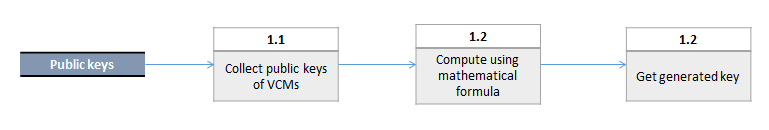 Public keys
1.1
Collect public keys
of VCMs
1.2
Compute using
mathematical
formula
1.2
Get generated key